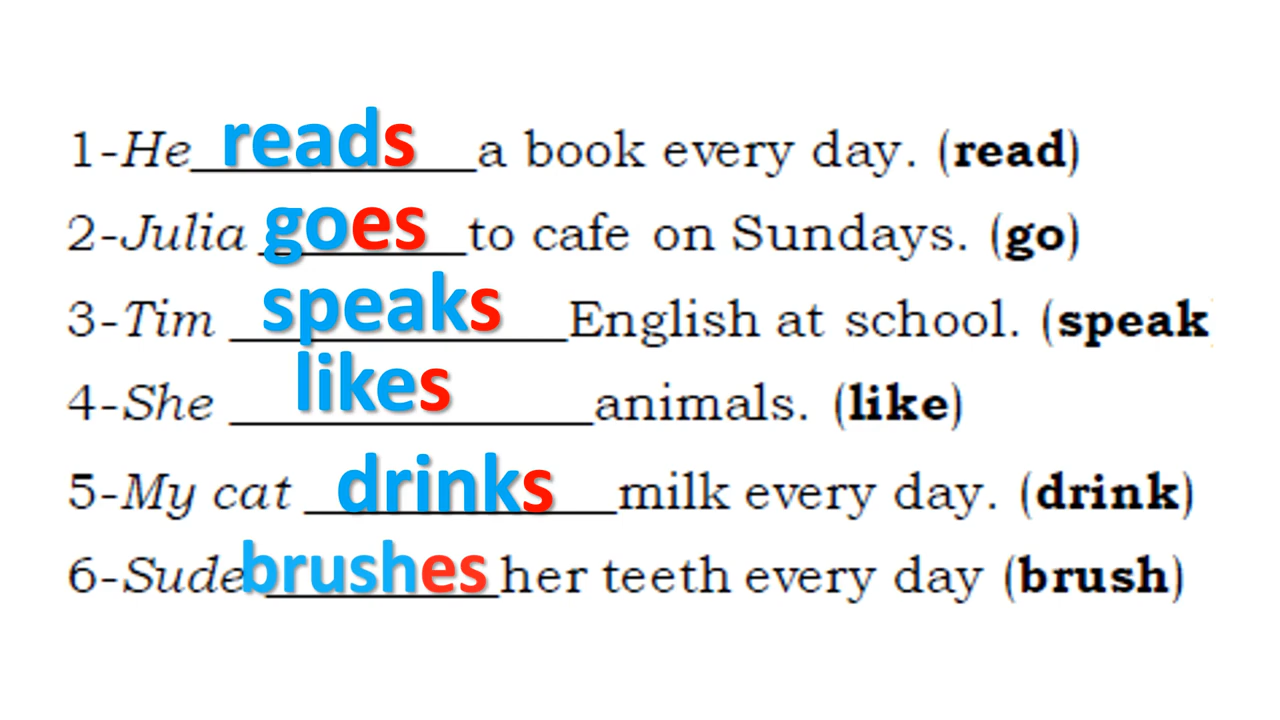 1-He reads a book every day. (read)
2-Julia goes to cafe on Sundays. (go)
3-Tim speaks English at school. (speak
4-She likes animals. (like)
5-My cat drinks milk every day. (drink)
6-Sude brushes her teeth every day (brush)